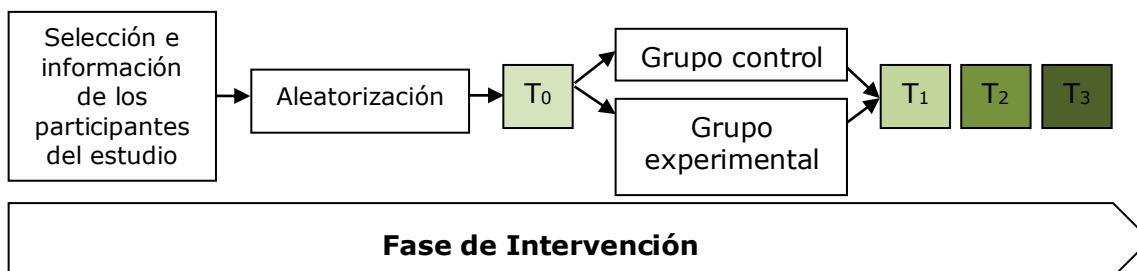 Selección e
información
de los
participantes
del estudio
Aleatorización
T0
Grupo control
Grupo
experimental
T1
T2
T3
Fase de Intervención